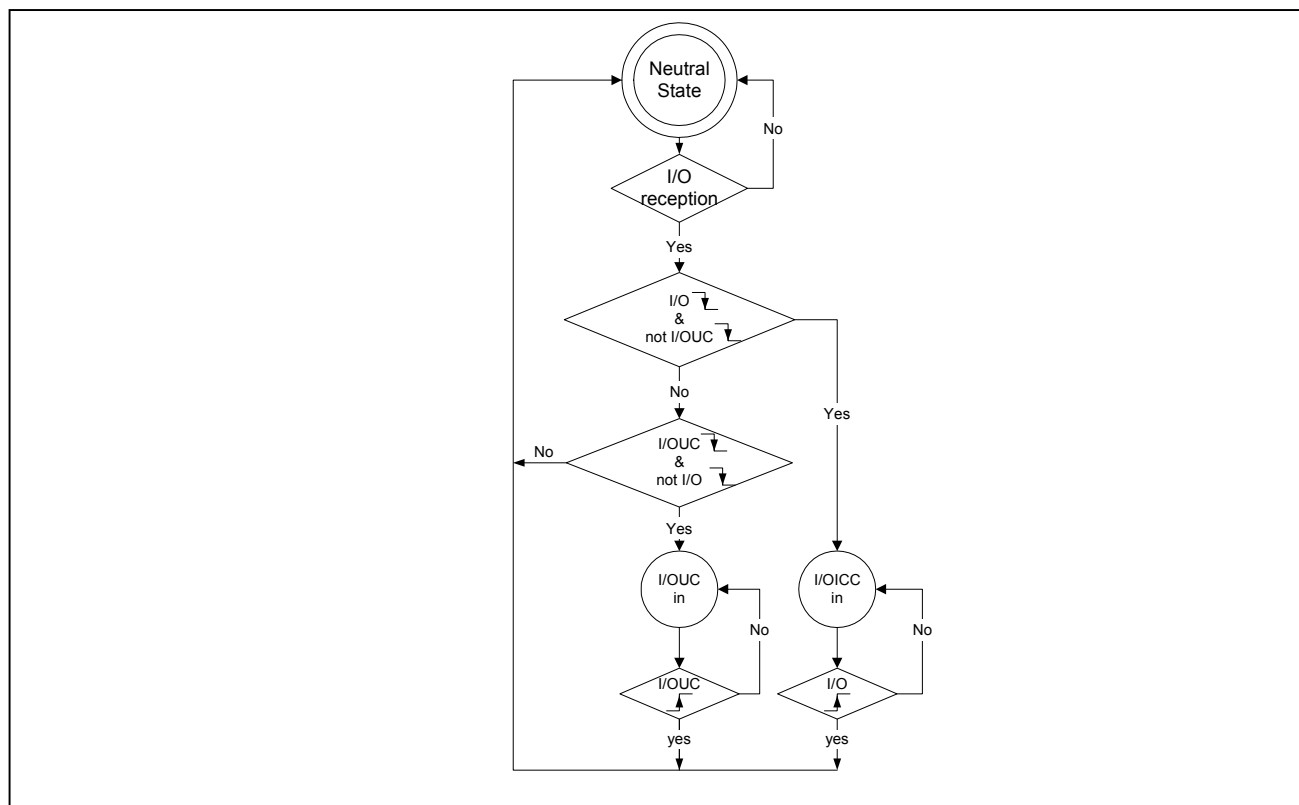 Neutral
State
No
I/O
reception
Yes
I/O
&
not I/OUC
No
Yes
I/OUC
&
not I/O
No
Yes
I/OUC
in
No
I/OICC
in
No
I/OUC
I/O
yes
yes